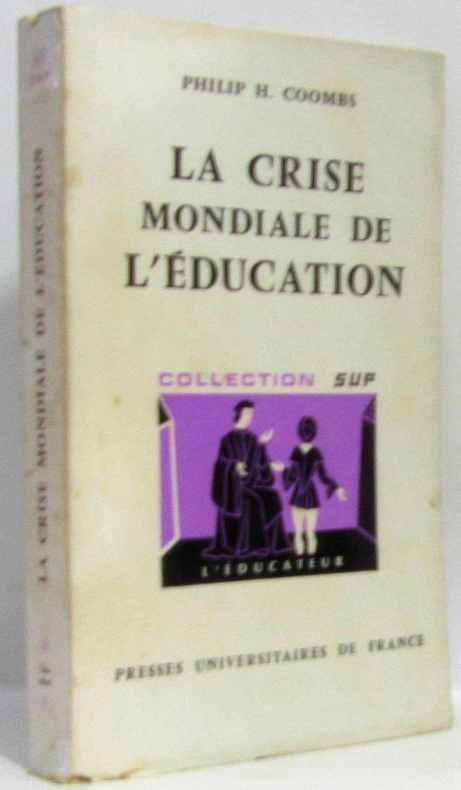 PHILIP H. COOMBS
LA CRISE
MONDIALE DE
L'ÉDUCATION
COLLECTION SUP
L'ÉDUCATEUR
PRESSES UNIVERSITAIRES DE FRANCE
LA CRISE MONDIALE DE L'ÉDUCATION